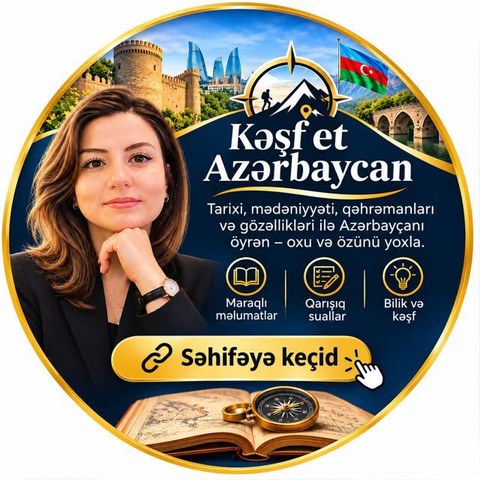 Kəşf et
Azərbaycan
Tarixi, mədəniyyəti, qəhrəmanları
və gözəllikləri ilə Azərbaycanı
öyrən – oxu və özünü yoxla.
Maraqlı
məlumatlar
Qarışıq
suallar
Bilik və
kəşf
Səhifəyə keçid